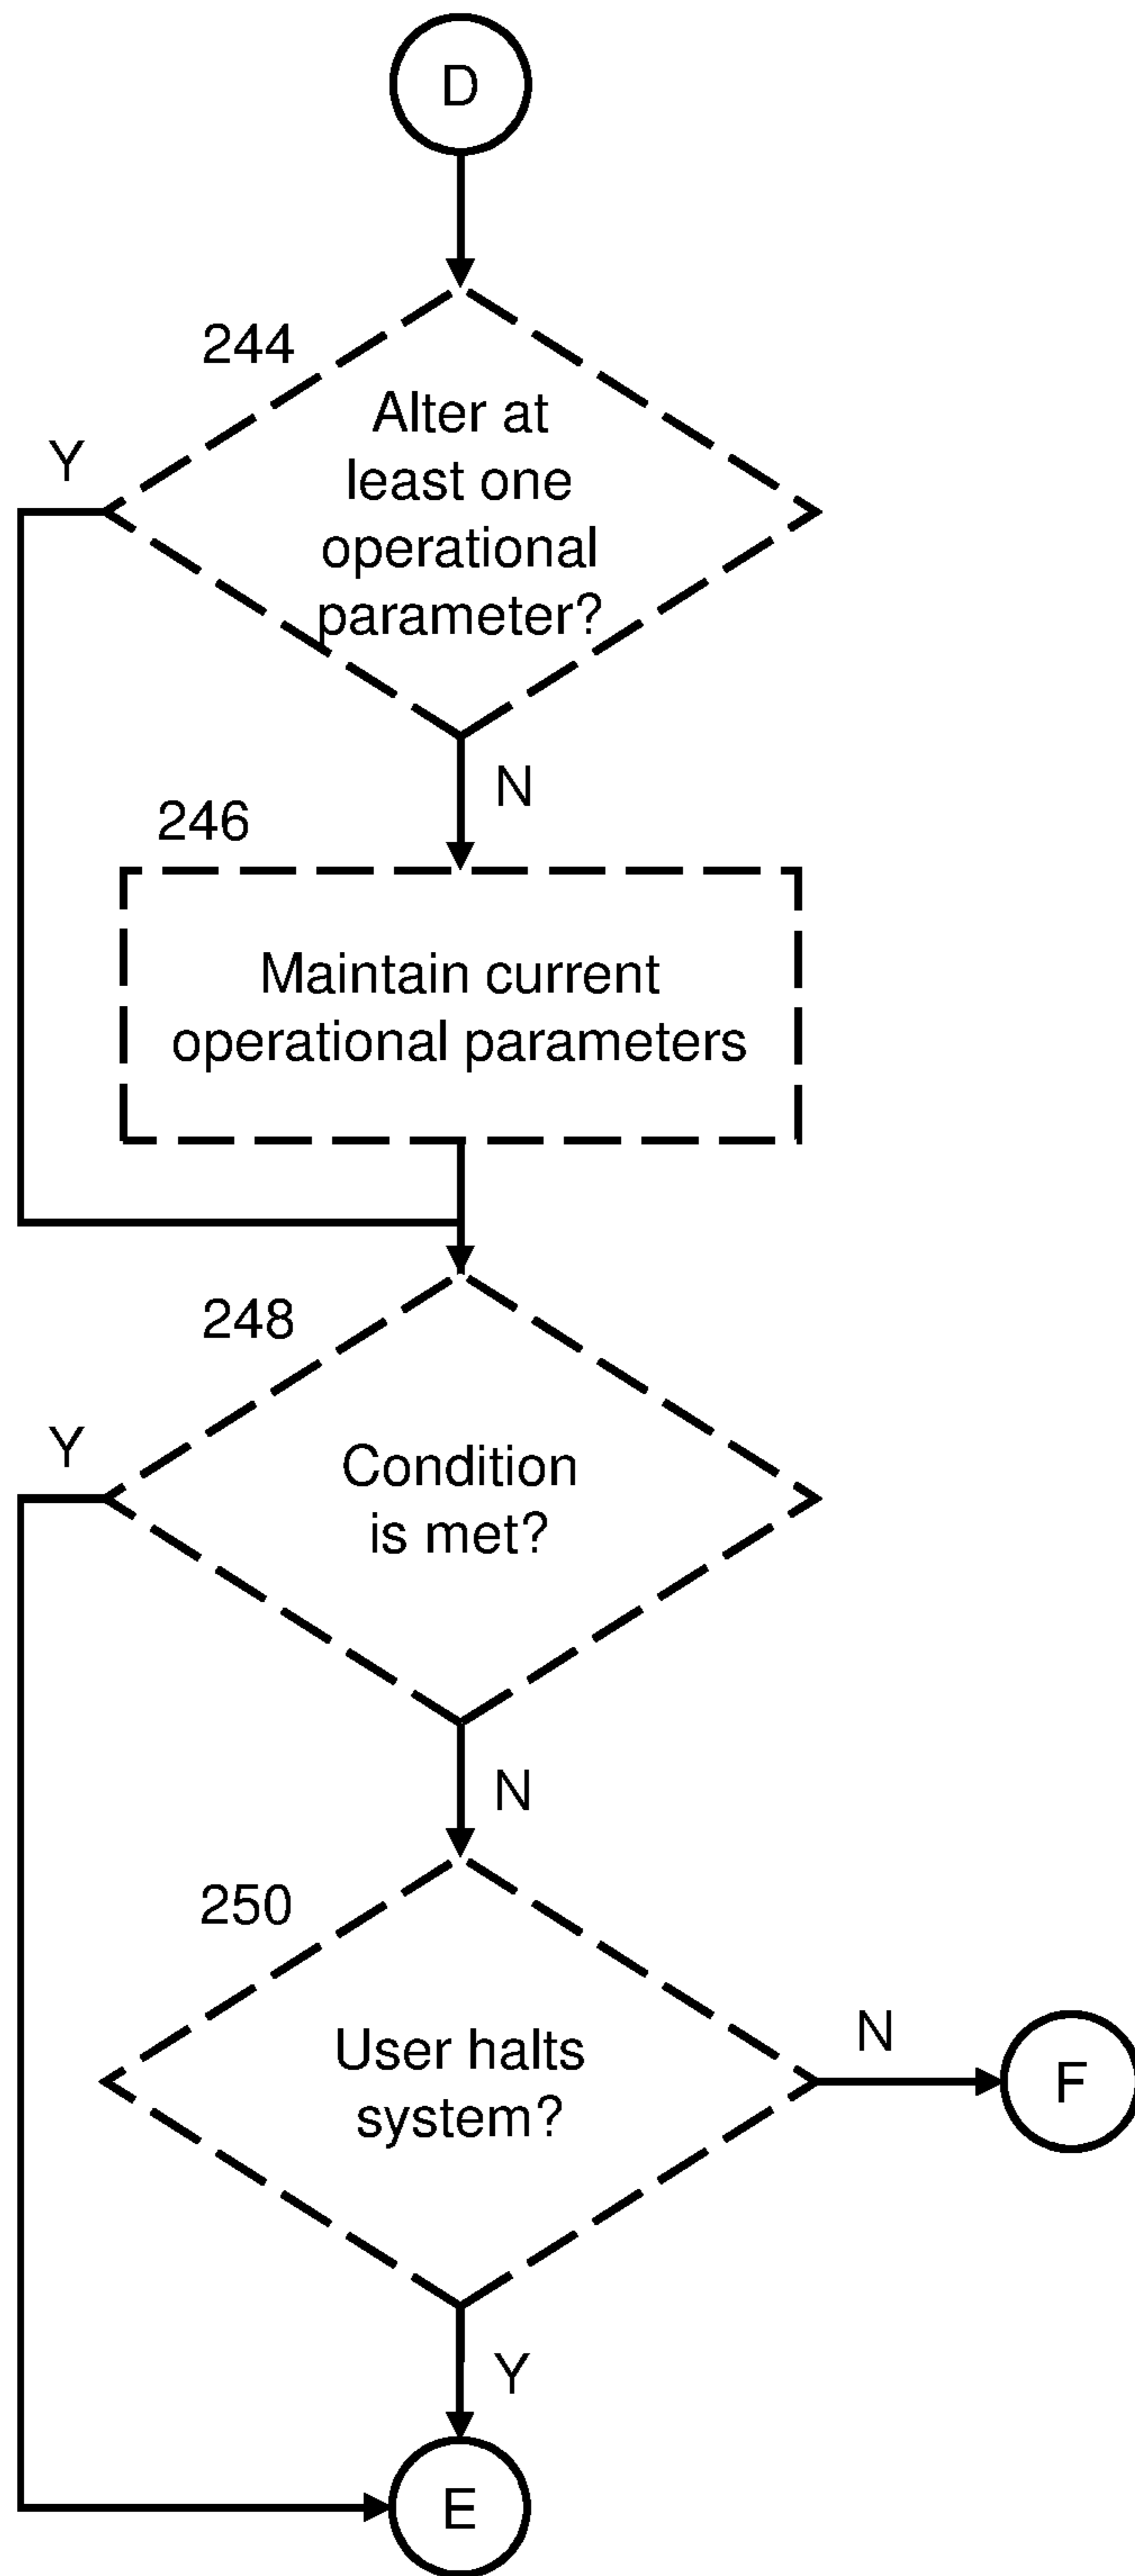 D
244
Y
Alter at
least one
operational
parameter?
N
246
Maintain current
operational parameters
248
Y
Condition
is met?
N
250
User halts
system?
N
F
Y
E